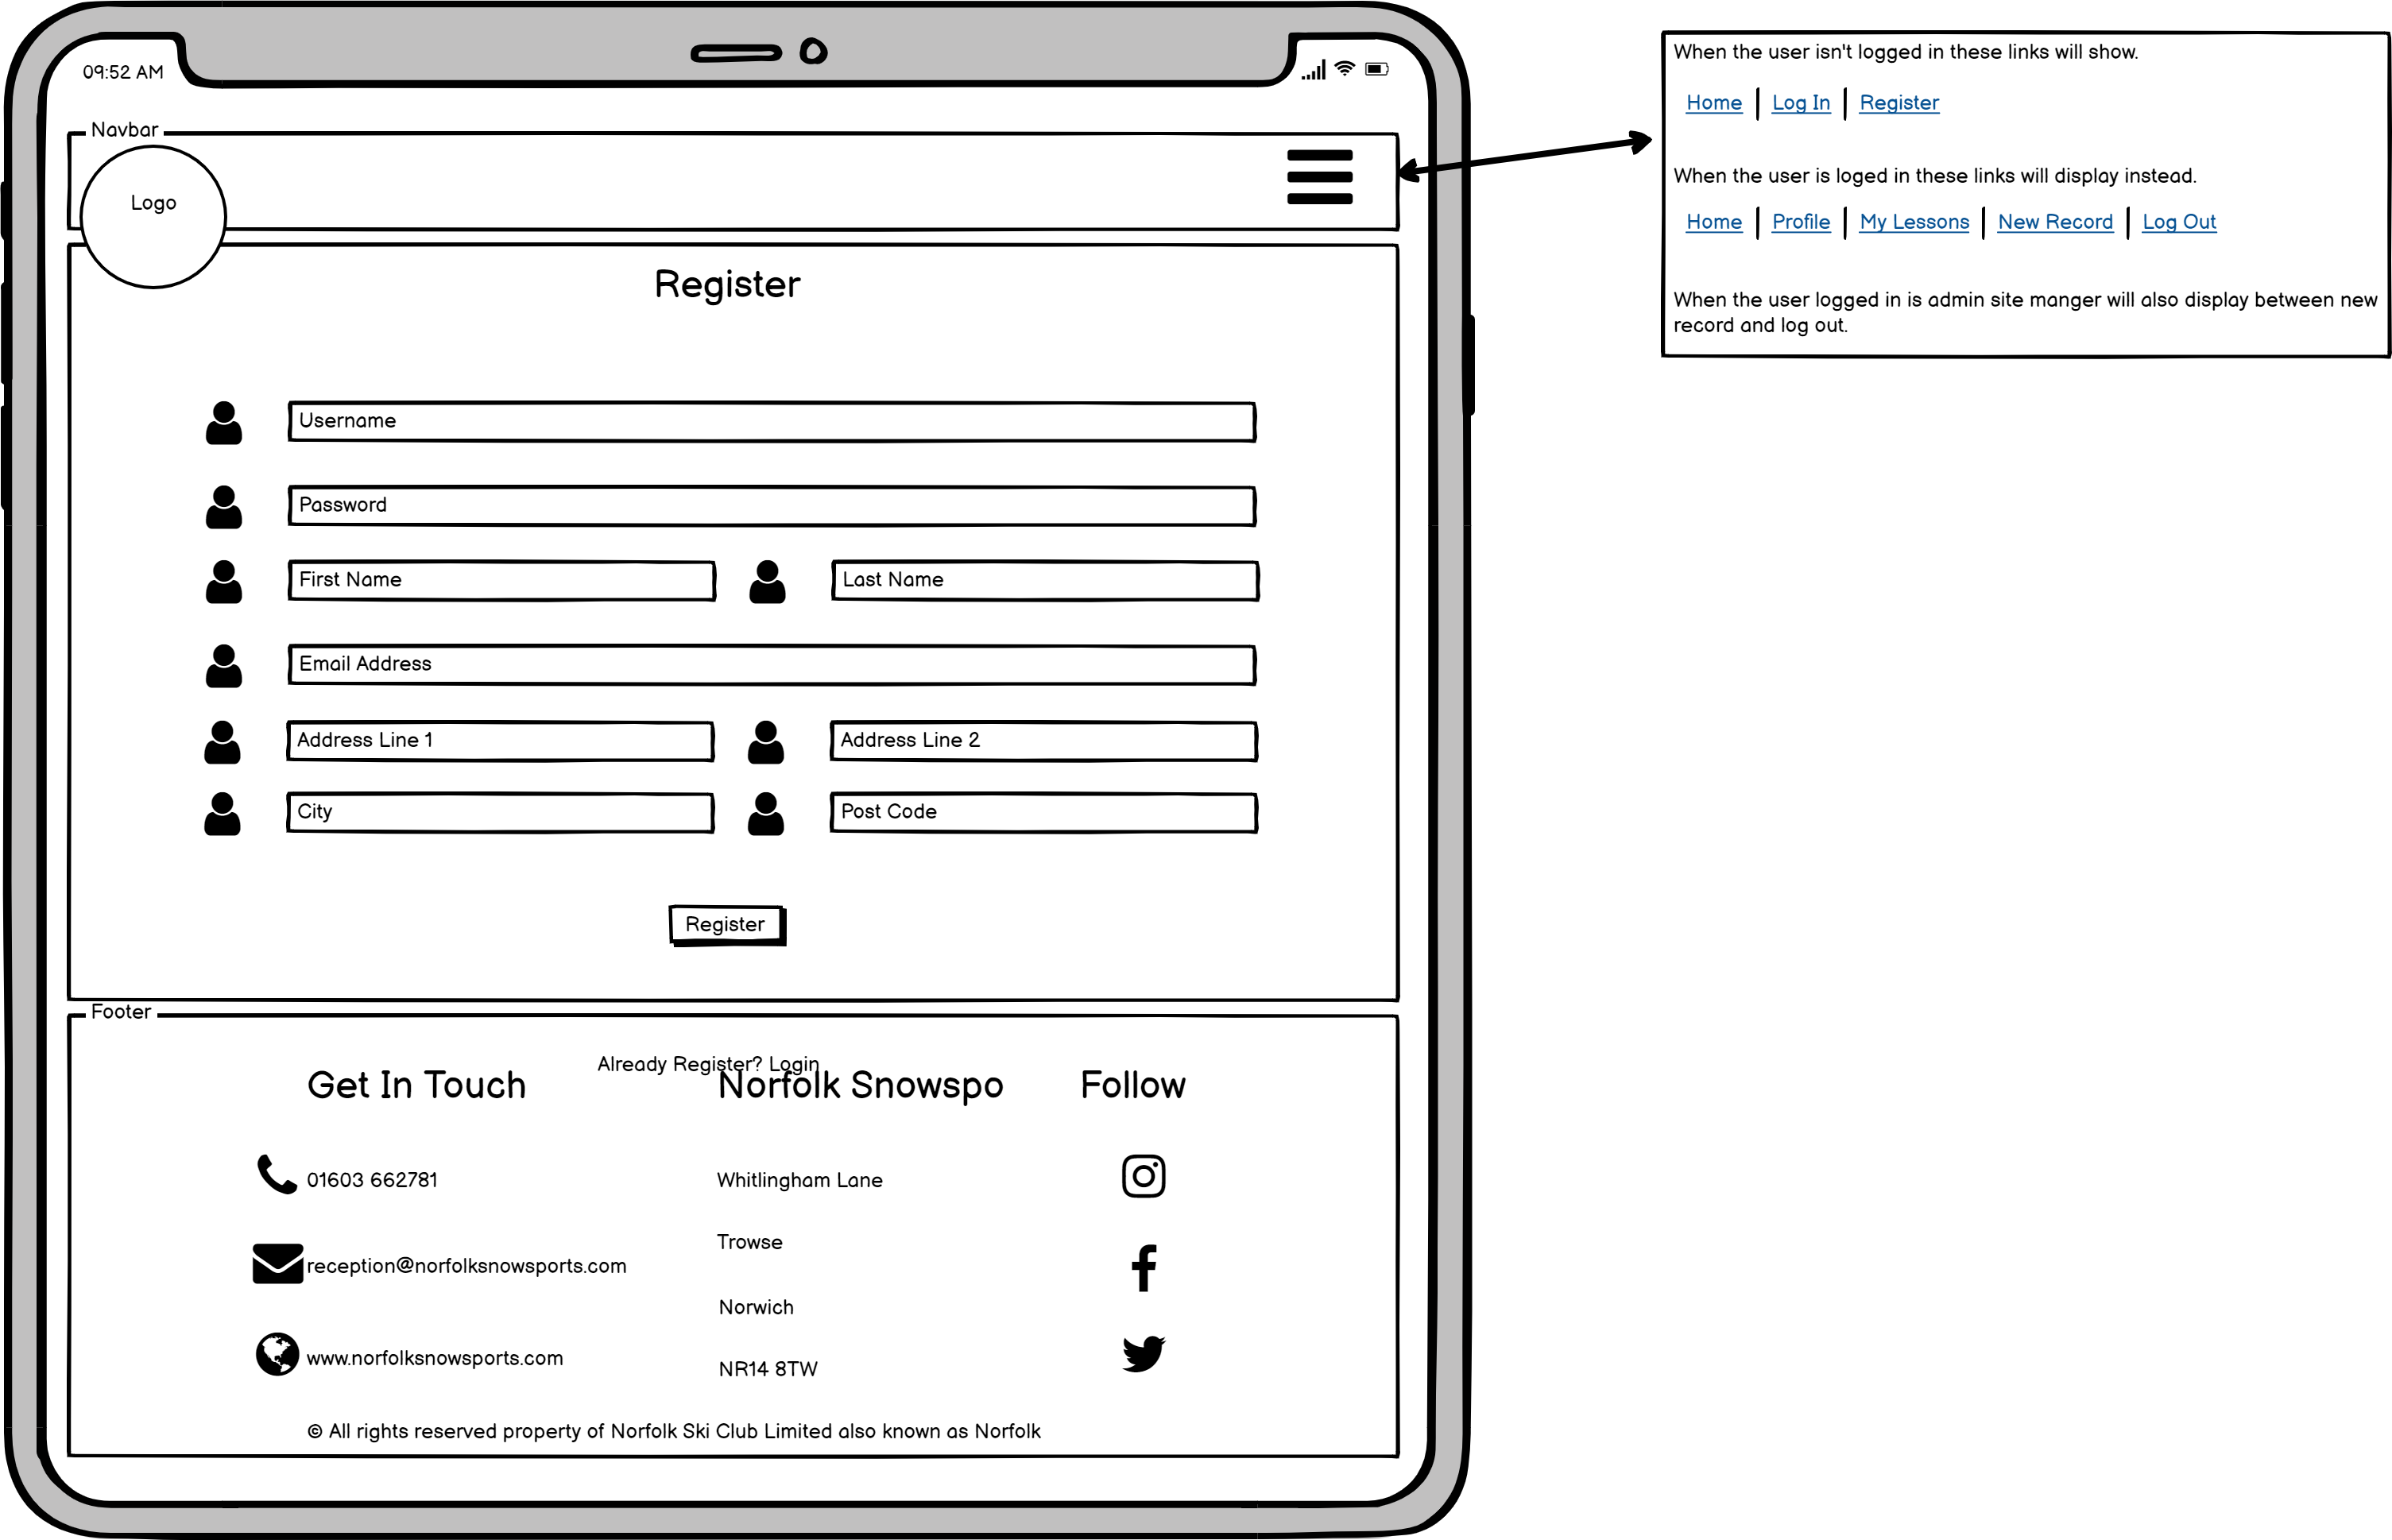 09:52 AM
Navbar
Logo
Register
Username
Password
First Name
Last Name
Email Address
Address Line 1
Address Line 2
City
Post Code
Register
Footer
Already Register? Login
Get In Touch
Norfolk Snowspo
Follow
01603 662781
Whitlingham Lane
Trowse
reception@norfolksnowsports.com
Norwich
www.norfolksnowsports.com
NR14 8TW
© All rights reserved property of Norfolk Ski Club Limited also known as Norfolk
When the user isn't logged in these links will show.
Home | Log In | Register
When the user is loged in these links will display instead.
Home | Profile | My Lessons | New Record | Log Out
When the user logged in is admin site manger will also display between new
record and log out.